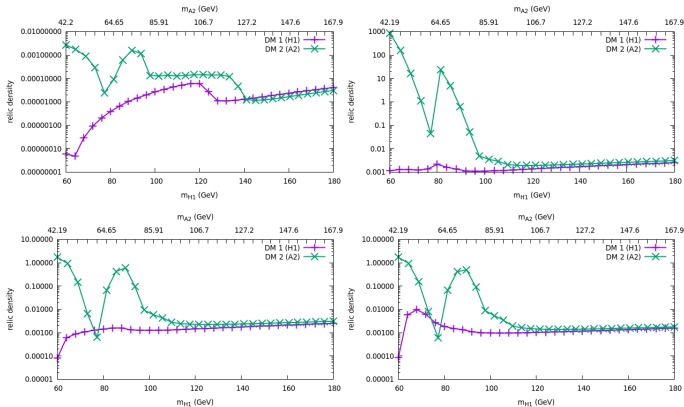 m_A2 (GeV)
42.2 64.65 85.91 106.7 127.2 147.6 167.9
relic density
0.01000000
0.00100000
0.00010000
0.00001000
0.00000100
0.00000010
0.00000001
DM 1 (H1)
DM 2 (A2)
60 80 100 120 140 160 180
m_H1 (GeV)
m_A2 (GeV)
42.19 64.65 85.91 106.7 127.2 147.6 167.9
relic density
1000
100
10
1
0.1
0.01
0.001
DM 1 (H1)
DM 2 (A2)
60 80 100 120 140 160 180
m_H1 (GeV)
m_A2 (GeV)
42.19 64.65 85.91 106.7 127.2 147.6 167.9
relic density
10.00000
1.00000
0.10000
0.01000
0.00100
0.00010
0.00001
DM 1 (H1)
DM 2 (A2)
60 80 100 120 140 160 180
m_H1 (GeV)
m_A2 (GeV)
42.19 64.65 85.91 106.7 127.2 147.6 167.9
relic density
10.00000
1.00000
0.10000
0.01000
0.00100
0.00010
0.00001
DM 1 (H1)
DM 2 (A2)
60 80 100 120 140 160 180
m_H1 (GeV)